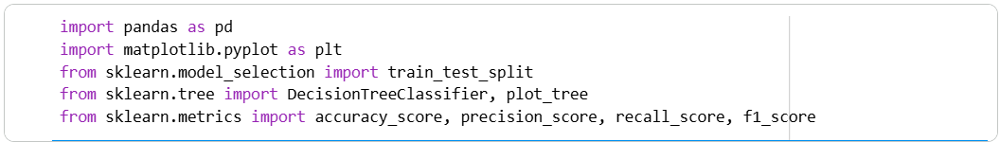 import pandas as pd
import matplotlib.pyplot as plt
from sklearn.model_selection import train_test_split
from sklearn.tree import DecisionTreeClassifier, plot_tree
from sklearn.metrics import accuracy_score, precision_score, recall_score, f1_score